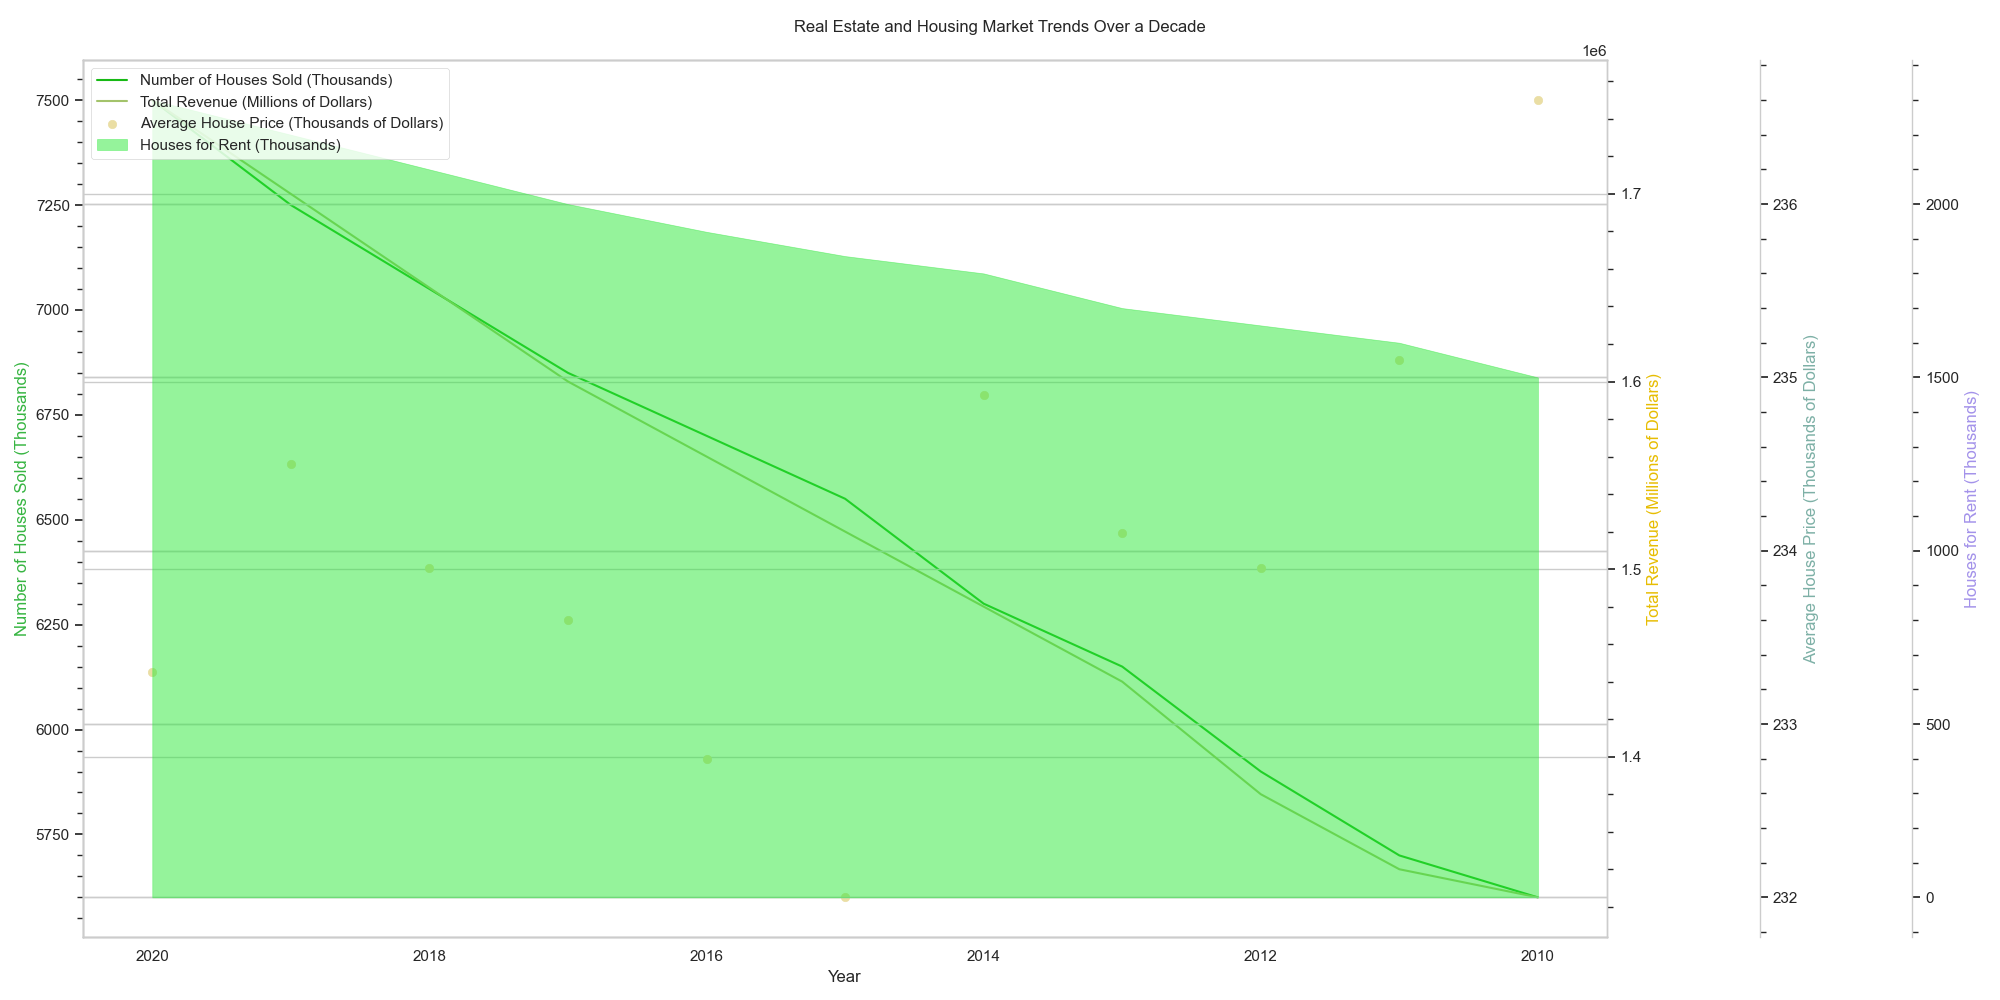 Real Estate and Housing Market Trends Over a Decade
1e6
Number of Houses Sold (Thousands)
Total Revenue (Millions of Dollars)
Average House Price (Thousands of Dollars)
Houses for Rent (Thousands)
Number of Houses Sold (Thousands)
7500
7250
7000
6750
6500
6250
6000
5750
1.7
1.6
1.5
1.4
Total Revenue (Millions of Dollars)
236
235
234
233
232
Average House Price (Thousands of Dollars)
2000
1500
1000
500
0
Houses for Rent (Thousands)
2020 2018 2016 2014 2012 2010
Year